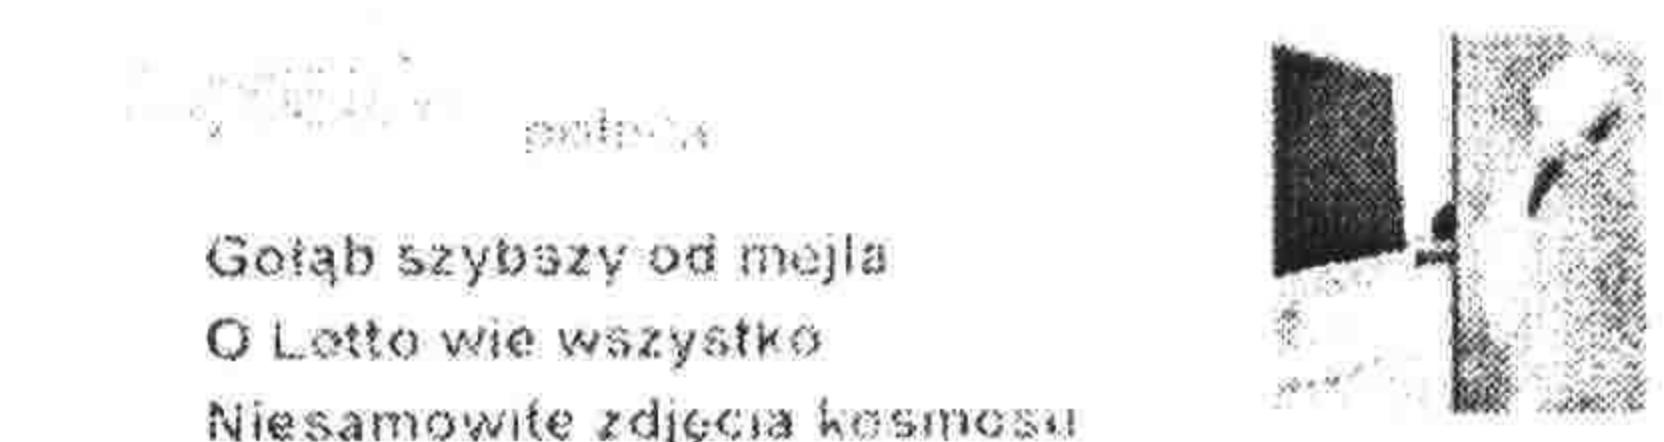 Gołąb szybszy od mejla
O Lotto wie wszystko
Niesamowite zdjęcia kosmosu